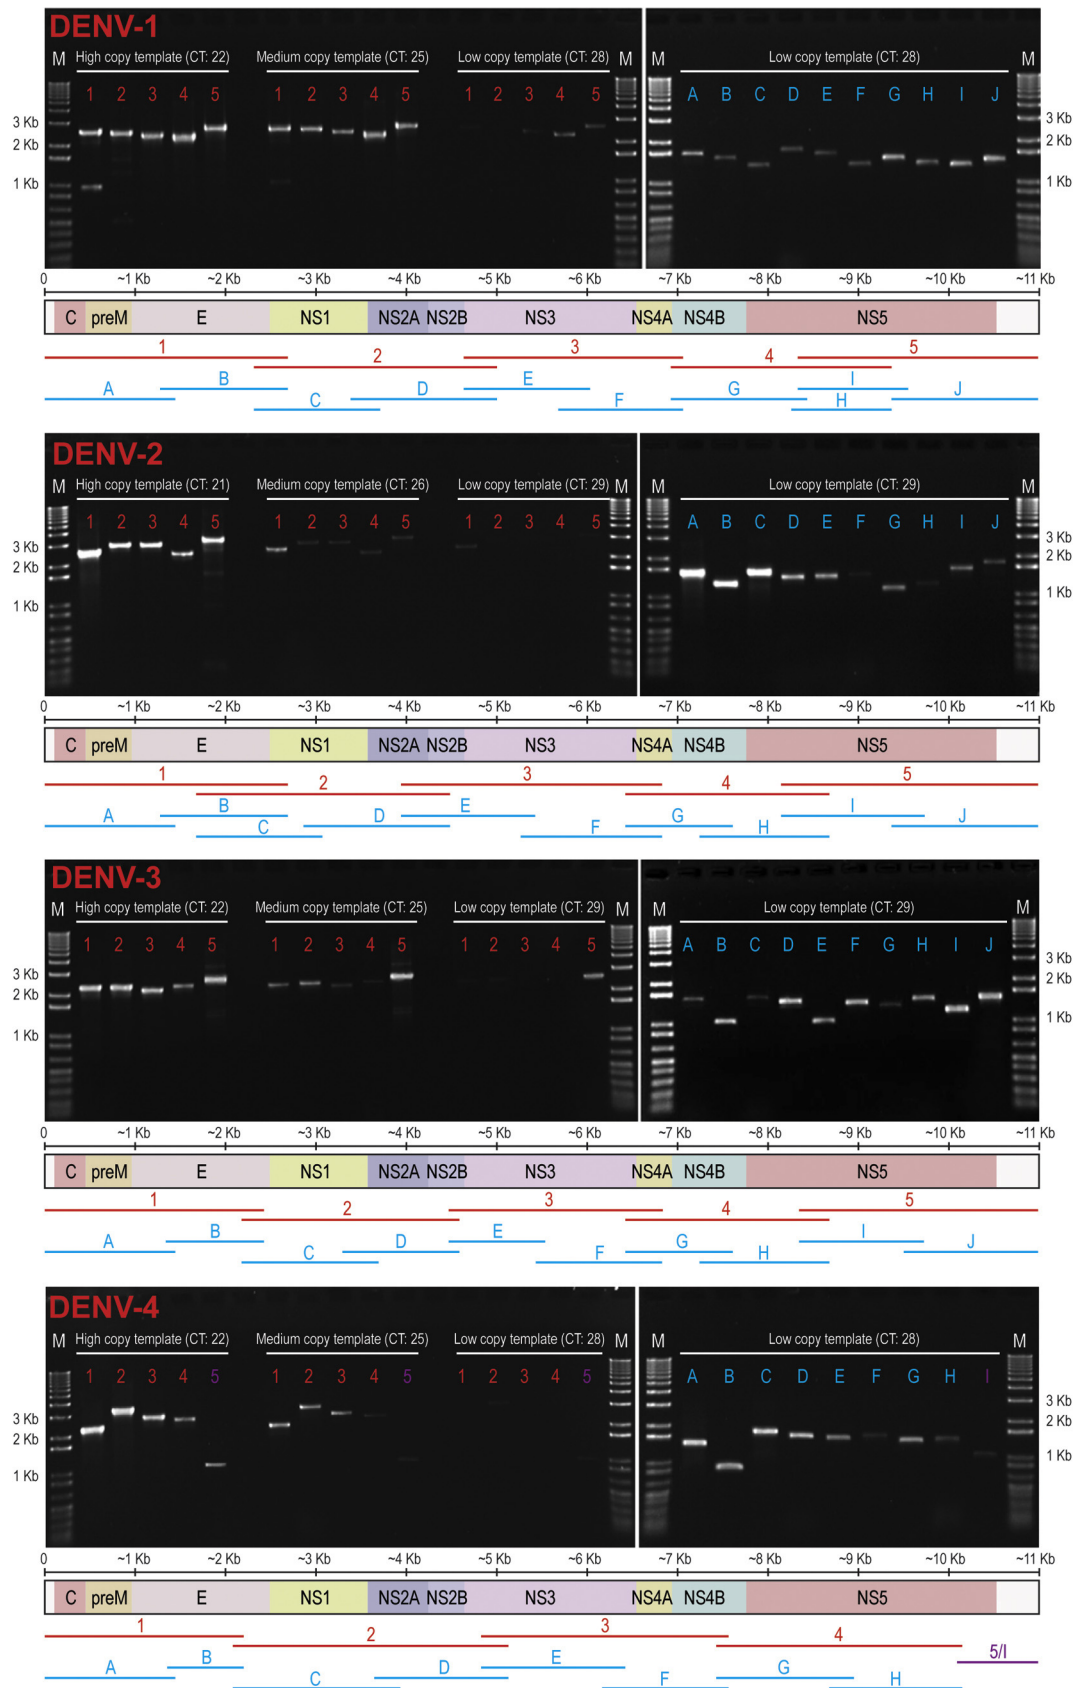 DENV-1
M High copy template (CT: 22) Medium copy template (CT: 25) Low copy template (CT: 28) M M Low copy template (CT: 28) M
1 2 3 4 5 1 2 3 4 5 1 2 3 4 5 A B C D E F G H I J
3 Kb 3 Kb
2 Kb 2 Kb
1 Kb 1 Kb
0 ~1 Kb ~2 Kb ~3 Kb ~4 Kb ~5 Kb ~6 Kb ~7 Kb ~8 Kb ~9 Kb ~10 Kb ~11 Kb
C preM E NS1 NS2A NS2B NS3 NS4A NS4B NS5
1 3 5
2 4
B E I
A D G J
C F H
DENV-2
M High copy template (CT: 21) Medium copy template (CT: 26) Low copy template (CT: 29) M M Low copy template (CT: 29) M
1 2 3 4 5 1 2 3 4 5 1 2 3 4 5 A B C D E F G H I J
3 Kb 3 Kb
2 Kb 2 Kb
1 Kb 1 Kb
0 ~1 Kb ~2 Kb ~3 Kb ~4 Kb ~5 Kb ~6 Kb ~7 Kb ~8 Kb ~9 Kb ~10 Kb ~11 Kb
C preM E NS1 NS2A NS2B NS3 NS4A NS4B NS5
1 3 5
2 4
B E I
A D G J
C F H
DENV-3
M High copy template (CT: 22) Medium copy template (CT: 25) Low copy template (CT: 29) M M Low copy template (CT: 29) M
1 2 3 4 5 1 2 3 4 5 1 2 3 4 5 A B C D E F G H I J
3 Kb 3 Kb
2 Kb 2 Kb
1 Kb 1 Kb
0 ~1 Kb ~2 Kb ~3 Kb ~4 Kb ~5 Kb ~6 Kb ~7 Kb ~8 Kb ~9 Kb ~10 Kb ~11 Kb
C preM E NS1 NS2A NS2B NS3 NS4A NS4B NS5
1 3 5
2 4
B E I
A D G J
C F H
DENV-4
M High copy template (CT: 22) Medium copy template (CT: 25) Low copy template (CT: 28) M M Low copy template (CT: 28) M
1 2 3 4 5 1 2 3 4 5 1 2 3 4 5 A B C D E F G H I
3 Kb 3 Kb
2 Kb 2 Kb
1 Kb 1 Kb
0 ~1 Kb ~2 Kb ~3 Kb ~4 Kb ~5 Kb ~6 Kb ~7 Kb ~8 Kb ~9 Kb ~10 Kb ~11 Kb
C preM E NS1 NS2A NS2B NS3 NS4A NS4B NS5
1 3
2 4
B E 5/I
A D G
C F H